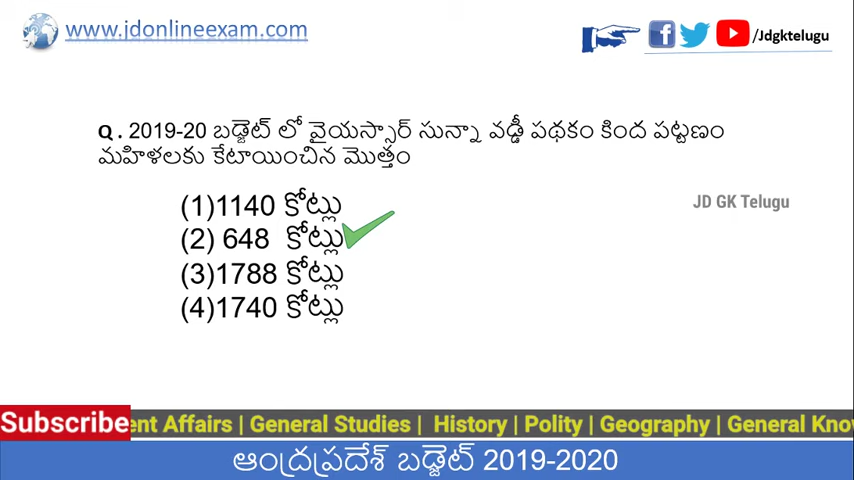 www.jdonlineexam.com
/Jdgktelugu
Q . 2019-20 బడ్జెట్ లో వైయస్సార్ సున్నా వడ్డీ పథకం కింద పట్టణం
మహిళలకు కేటాయించిన మొత్తం
(1)1140 కోట్లు
JD GK Telugu
(2) 648 కోట్లు
(3)1788 కోట్లు
(4)1740 కోట్లు
Subscribe ent Affairs | General Studies | History | Polity | Geography | General Kno
ఆంధ్రప్రదేశ్ బడ్జెట్ 2019-2020